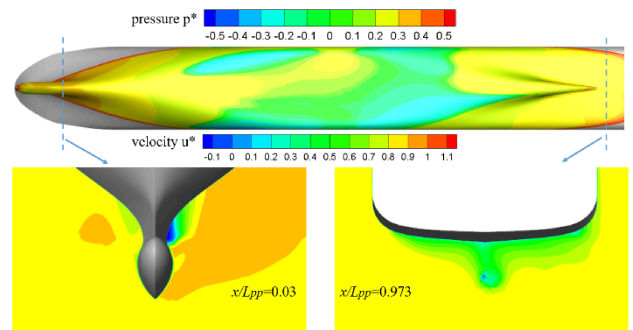 pressure p*
-0.5 -0.4 -0.3 -0.2 -0.1 0 0.1 0.2 0.3 0.4 0.5
velocity u*
-0.1 0 0.1 0.2 0.3 0.4 0.5 0.6 0.7 0.8 0.9 1 1.1
x/Lpp=0.03
x/Lpp=0.973